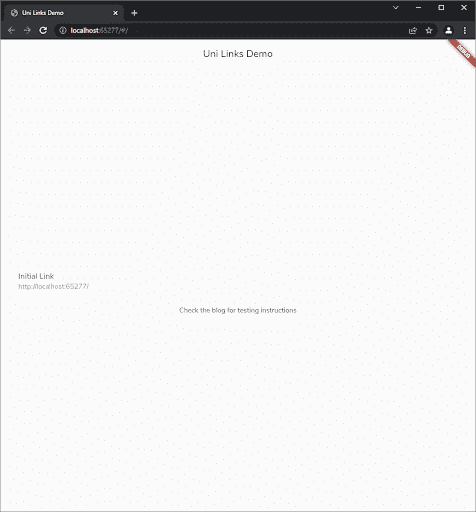 Uni Links Demo
localhost:65277/#/
Uni Links Demo
DEBUG
Initial Link
http://localhost:65277/
Check the blog for testing instructions